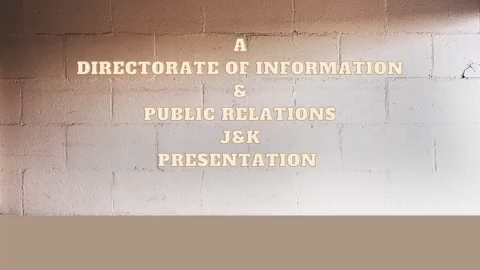 A
DIRECTORATE OF INFORMATION
&
PUBLIC RELATIONS
J&K
PRESENTATION